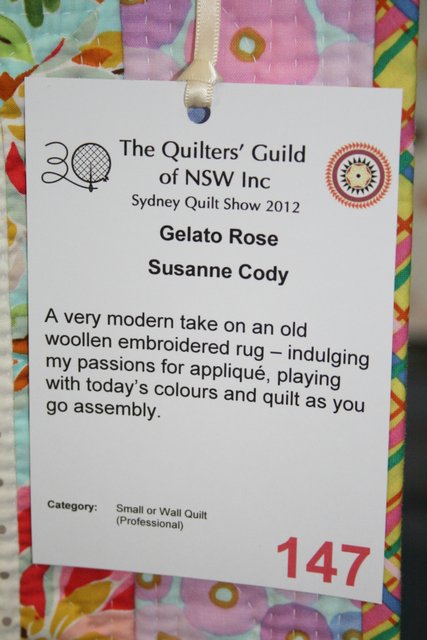 30
The Quilters' Guild
of NSW Inc
Sydney Quilt Show 2012
Gelato Rose
Susanne Cody
A very modern take on an old
woollen embroidered rug – indulging
my passions for appliqué, playing
with today's colours and quilt as you
go assembly.
Category: Small or Wall Quilt
(Professional)
147